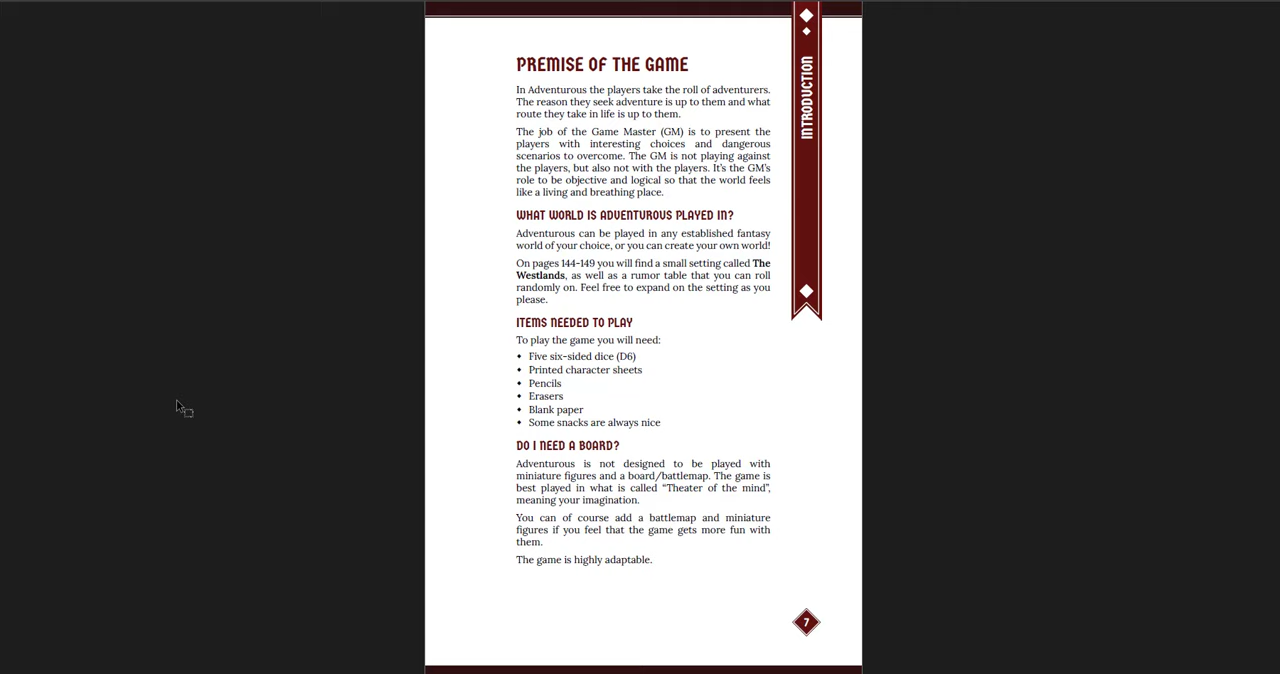 PREMISE OF THE GAME
In Adventurous the players take the roll of adventurers.
The reason they seek adventure is up to them and what
route they take in life is up to them.
The job of the Game Master (GM) is to present the
players with interesting choices and dangerous
scenarios to overcome. The GM is not playing against
the players, but also not with the players. It's the GM's
role to be objective and logical so that the world feels
like a living and breathing place.
WHAT WORLD IS ADVENTUROUS PLAYED IN?
Adventurous can be played in any established fantasy
world of your choice, or you can create your own world!
On pages 144-149 you will find a small setting called The
Westlands, as well as a rumor table that you can roll
randomly on. Feel free to expand on the setting as you
please.
ITEMS NEEDED TO PLAY
To play the game you will need:
Five six-sided dice (D6)
Printed character sheets
Pencils
Erasers
Blank paper
Some snacks are always nice
DO I NEED A BOARD?
Adventurous is not designed to be played with
miniature figures and a board/battlemap. The game is
best played in what is called “Theater of the mind”,
meaning your imagination.
You can of course add a battlemap and miniature
figures if you feel that the game gets more fun with
them.
The game is highly adaptable.
INTRODUCTION
7